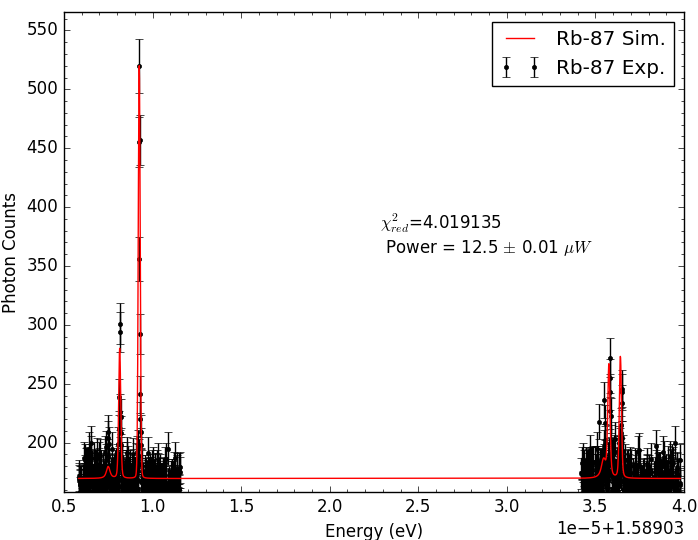 550
500
450
400
350
300
250
200
Photon Counts
Rb-87 Sim.
Rb-87 Exp.
χ²_red=4.019135
Power = 12.5 ± 0.01 μW
0.5 1.0 1.5 2.0 2.5 3.0 3.5 4.0
Energy (eV)
1e−5+1.58903